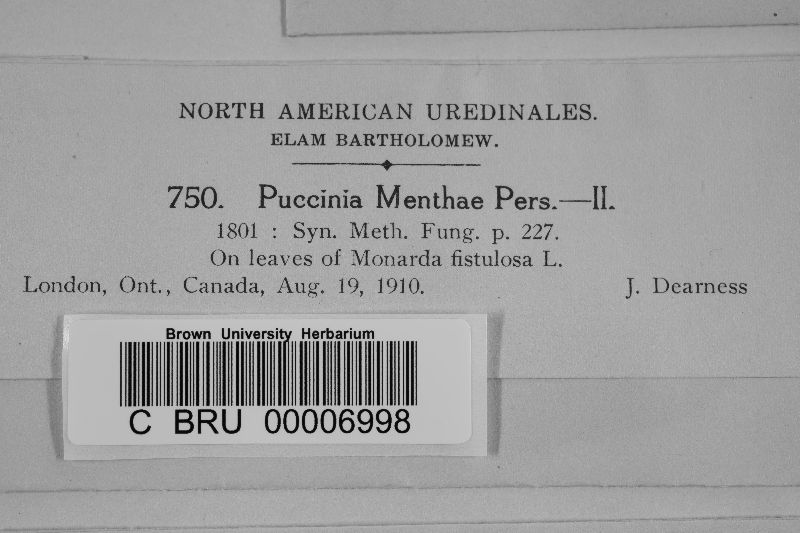 NORTH AMERICAN UREDINALES.
ELAM BARTHOLOMEW.
750. Puccinia Menthae Pers.—II.
1801 : Syn. Meth. Fung. p. 227.
On leaves of Monarda fistulosa L.
London, Ont., Canada, Aug. 19, 1910. J. Dearness
Brown University Herbarium
C BRU 00006998